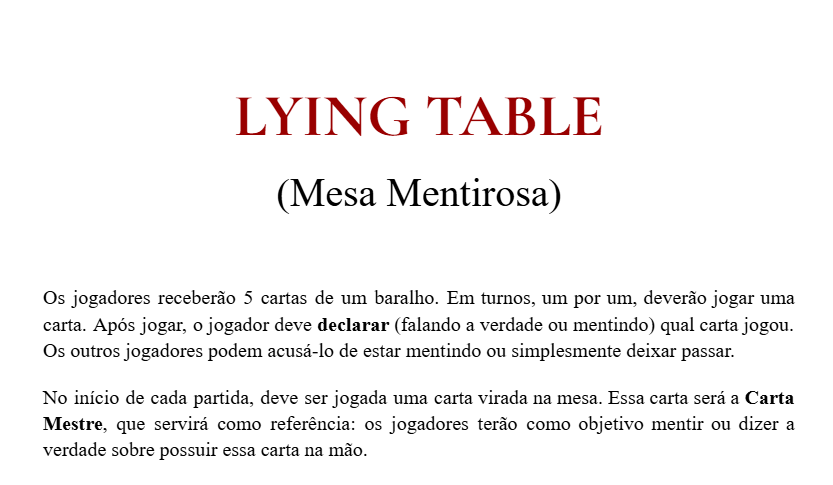 LYING TABLE
(Mesa Mentirosa)
Os jogadores receberão 5 cartas de um baralho. Em turnos, um por um, deverão jogar uma
carta. Após jogar, o jogador deve declarar (falando a verdade ou mentindo) qual carta jogou.
Os outros jogadores podem acusá-lo de estar mentindo ou simplesmente deixar passar.
No início de cada partida, deve ser jogada uma carta virada na mesa. Essa carta será a Carta
Mestre, que servirá como referência: os jogadores terão como objetivo mentir ou dizer a
verdade sobre possuir essa carta na mão.